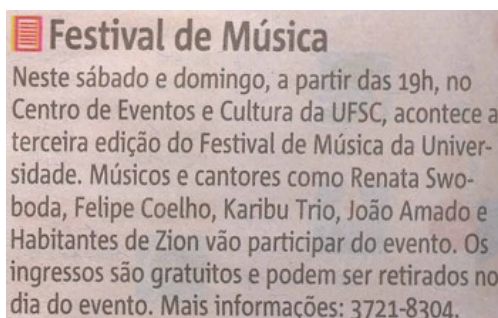 Festival de Música
Neste sábado e domingo, a partir das 19h, no
Centro de Eventos e Cultura da UFSC, acontece a
terceira edição do Festival de Música da Univer-
sidade. Músicos e cantores como Renata Swo-
boda, Felipe Coelho, Karibu Trio, João Amado e
Habitantes de Zion vão participar do evento. Os
ingressos são gratuitos e podem ser retirados no
dia do evento. Mais informações: 3721-8304.